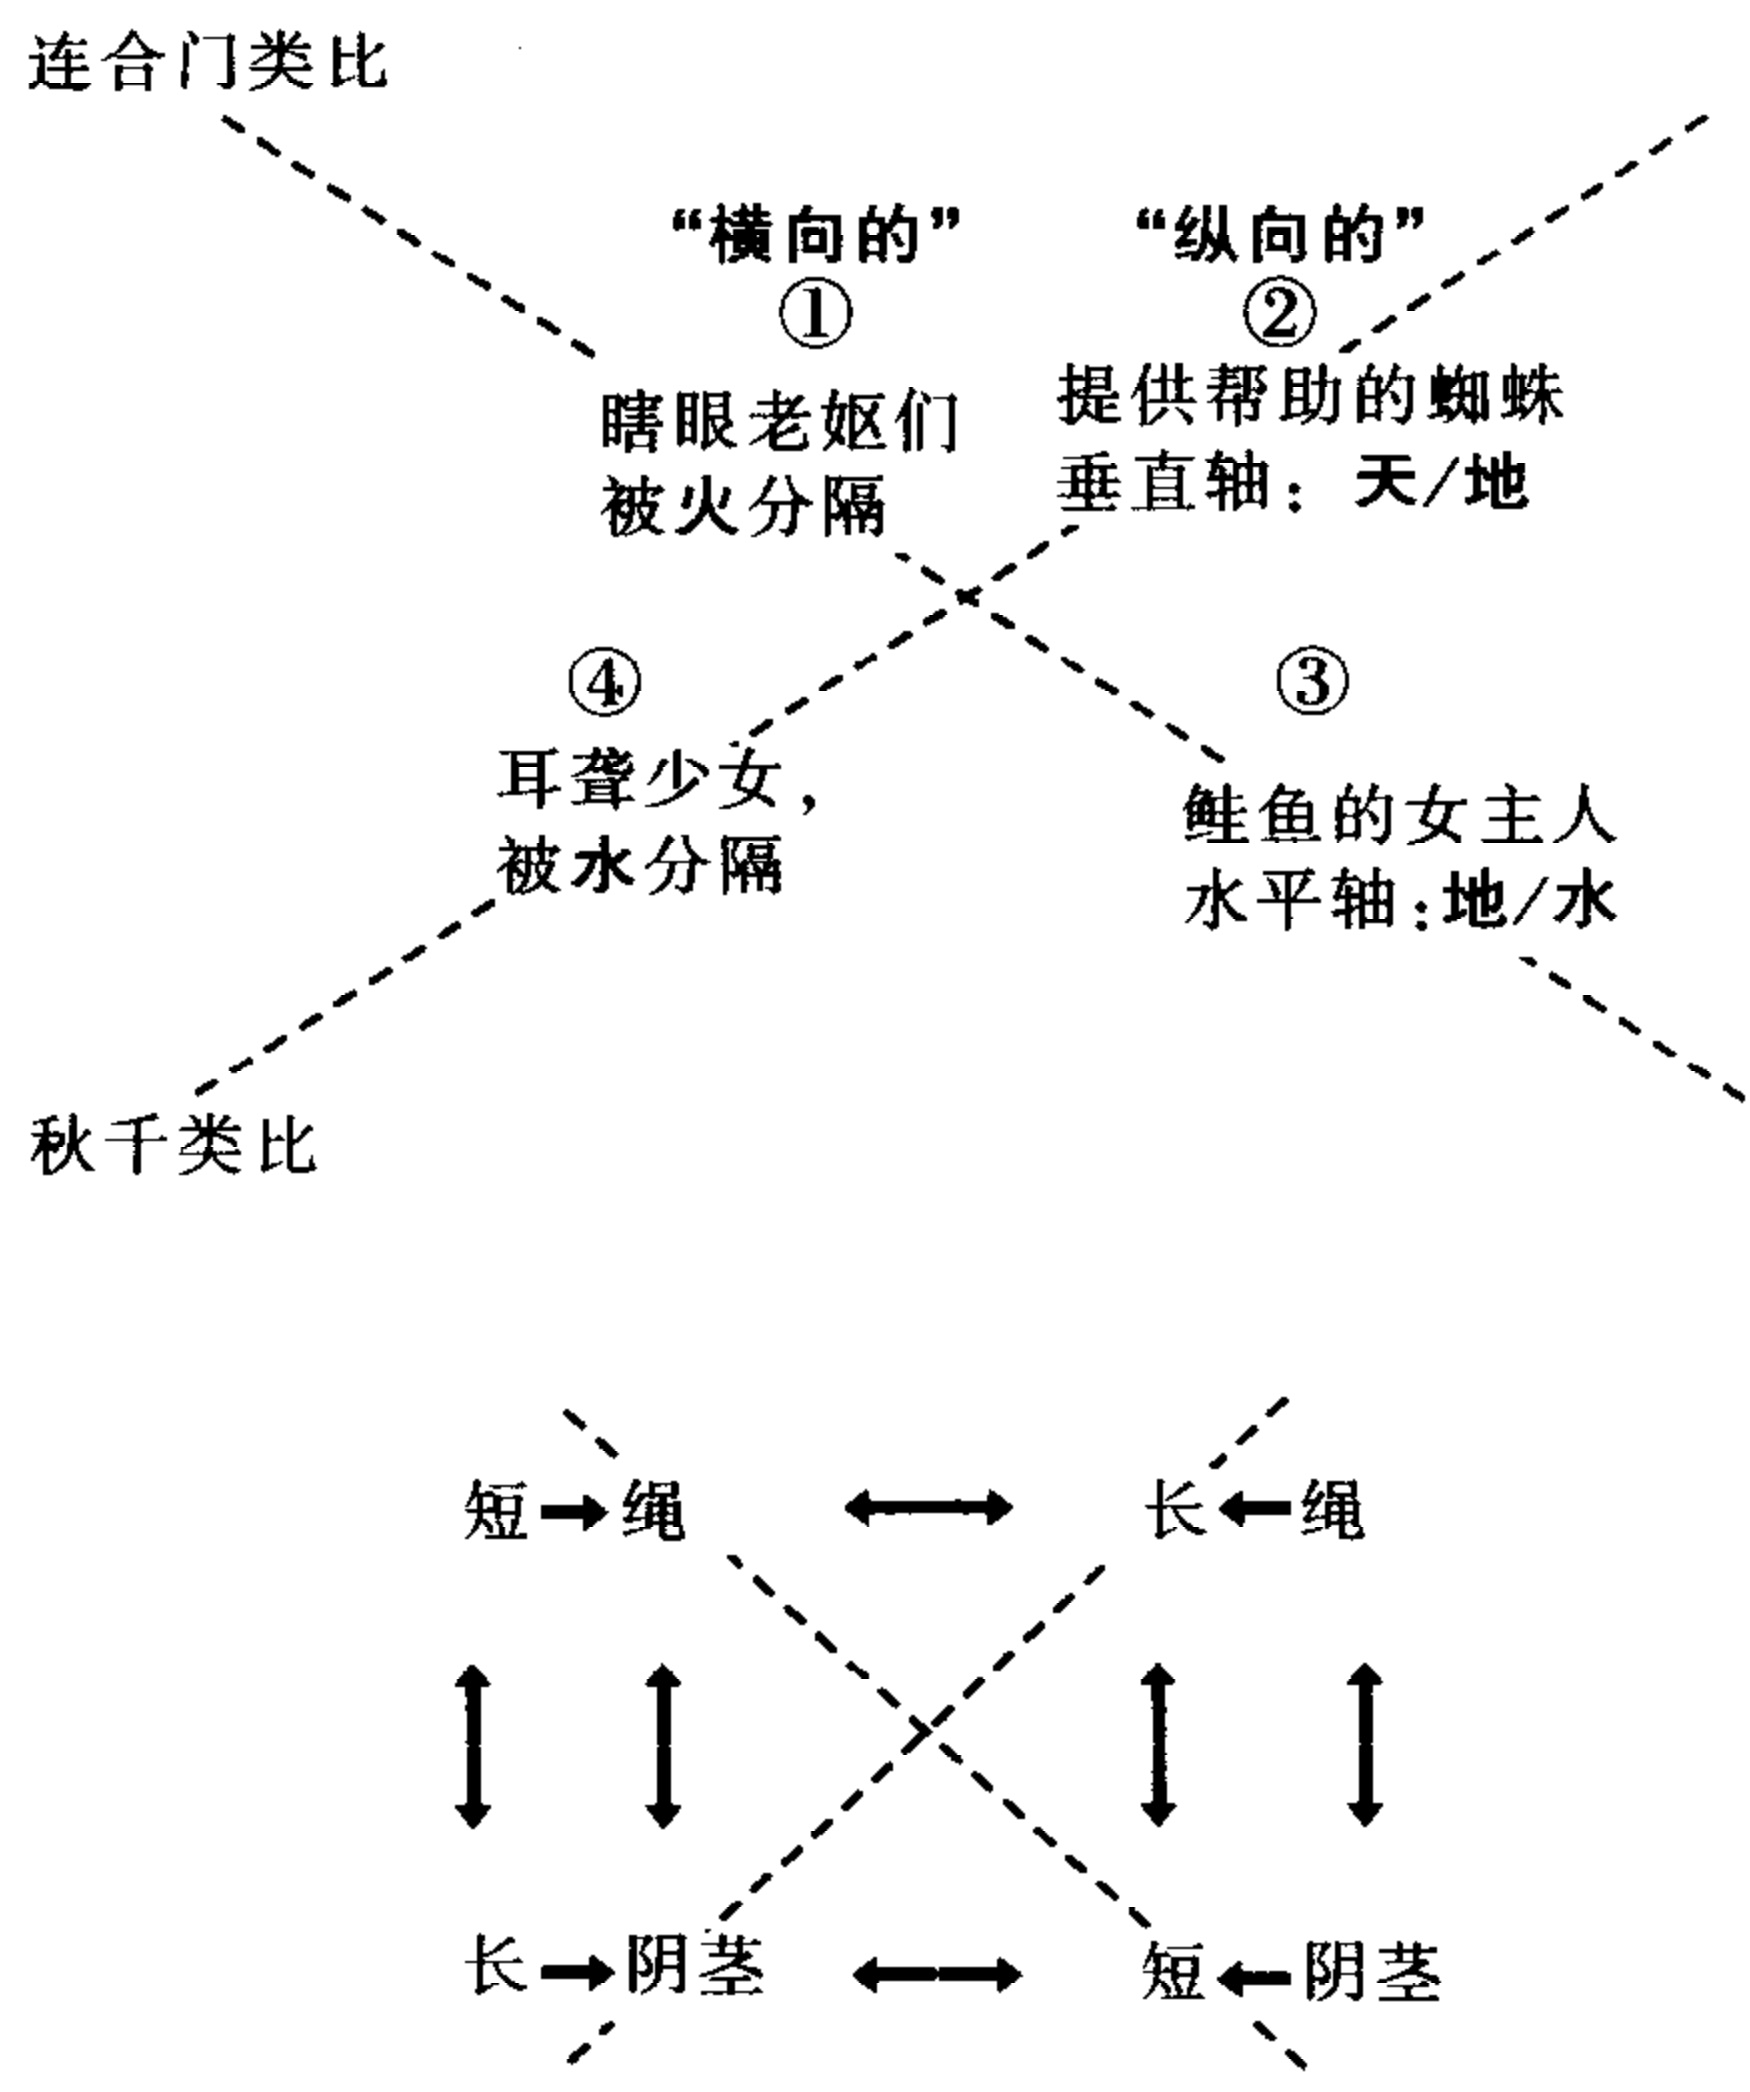 连合门类比
“横向的” “纵向的”
① ②
瞎眼老妪们
被火分隔
提供帮助的蜘蛛
垂直轴：天/地
④ ③
耳聋少女，
被水分隔
鲑鱼的女主人
水平轴：地/水
秋千类比
短→绳 ↔ 长←绳
长→阴茎 ↔ 短←阴茎